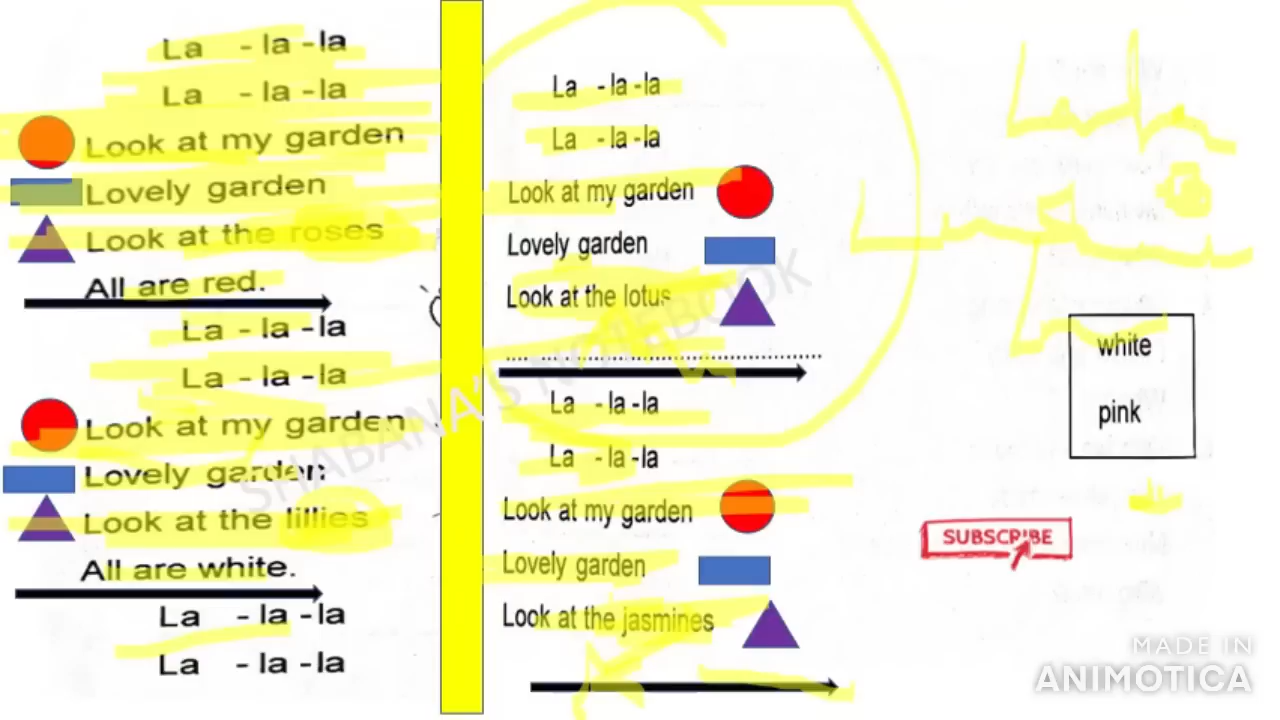 La - la - la
La - la - la
Look at my garden
Lovely garden
Look at the roses
All are red.
La - la - la
La - la - la
Look at my garden
Lovely garden
Look at the lillies
All are white.
La - la - la
La - la - la
La - la - la
La - la - la
Look at my garden
Lovely garden
Look at the lotus
La - la - la
La - la - la
Look at my garden
Lovely garden
Look at the jasmines
white
pink
SUBSCRIBE
SHABANA'S NOTEBOOK
MADE IN
ANIMOTICA